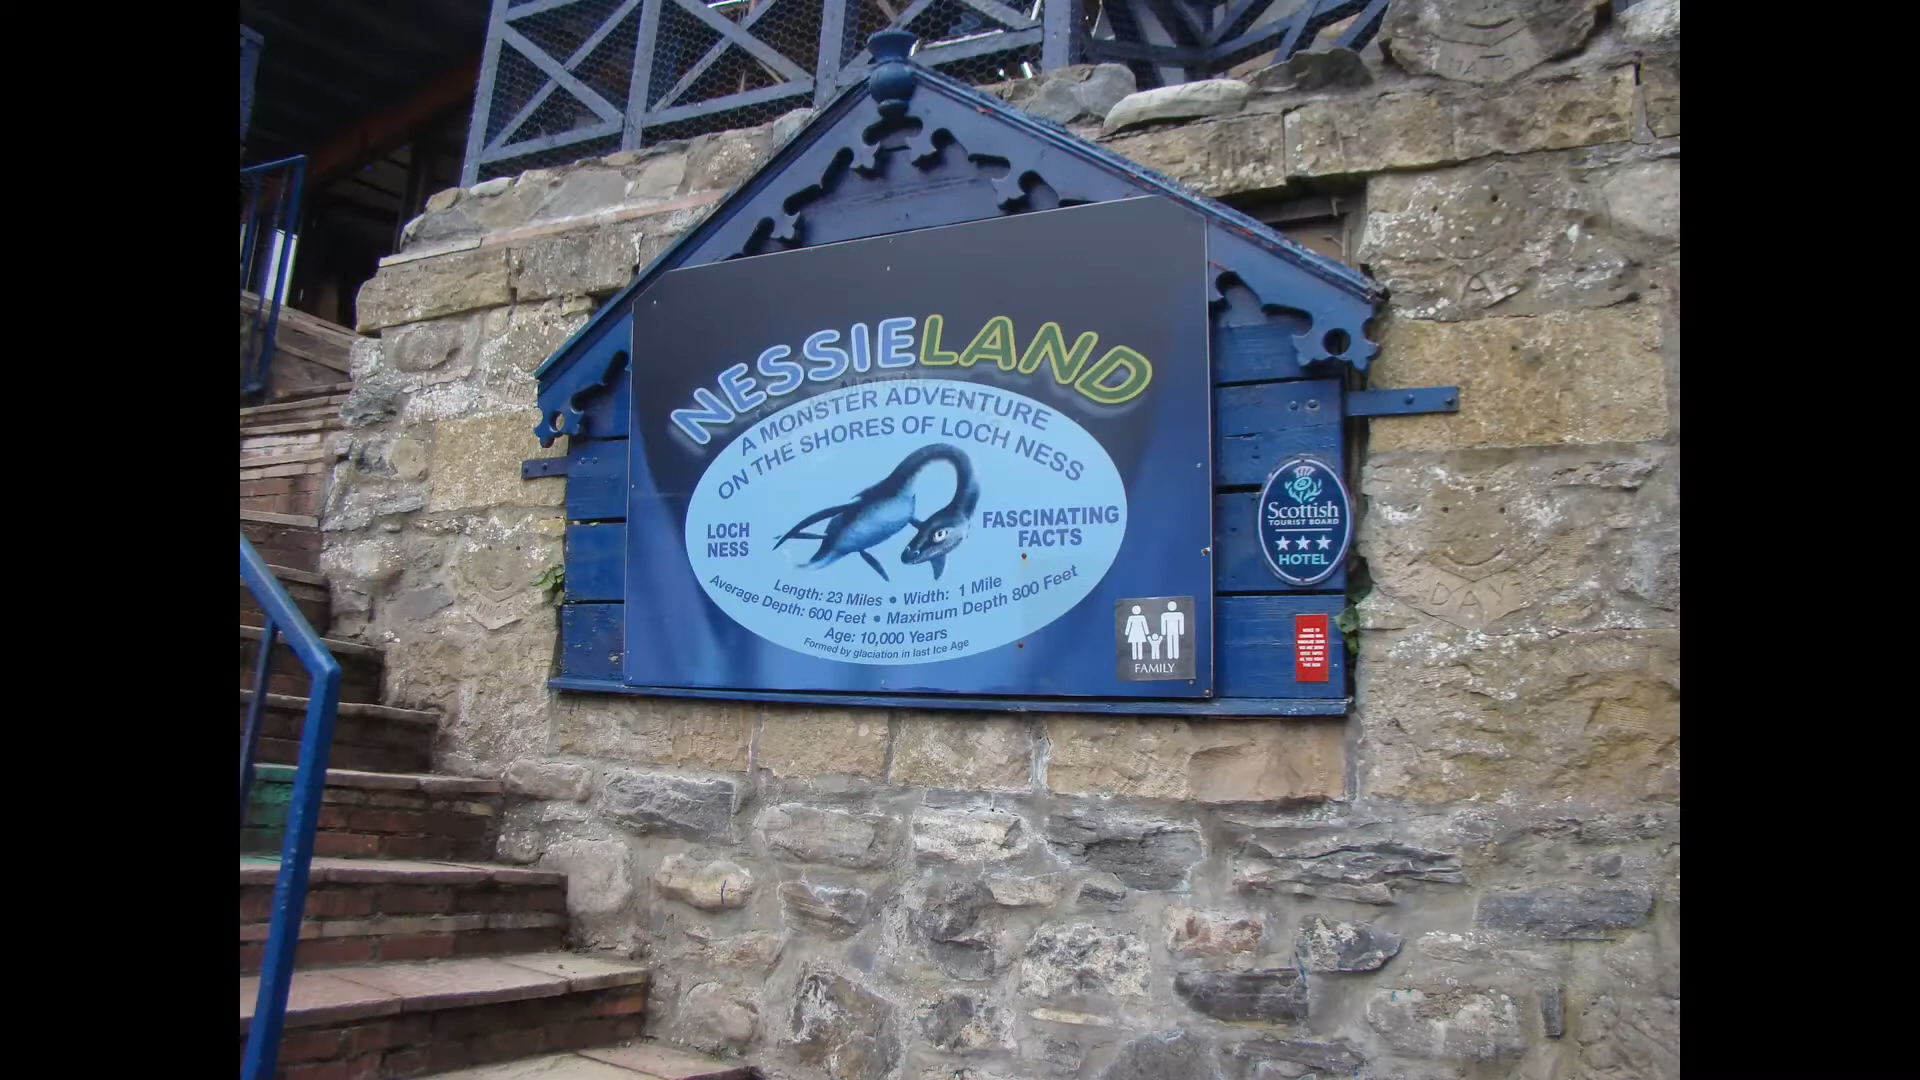 NESSIELAND
A MONSTER ADVENTURE
ON THE SHORES OF LOCH NESS
LOCH
NESS
FASCINATING
FACTS
Length: 23 Miles • Width: 1 Mile
Average Depth: 600 Feet • Maximum Depth 800 Feet
Age: 10,000 Years
Formed by glaciation in last Ice Age
FAMILY
Scottish
TOURIST BOARD
HOTEL
DAY